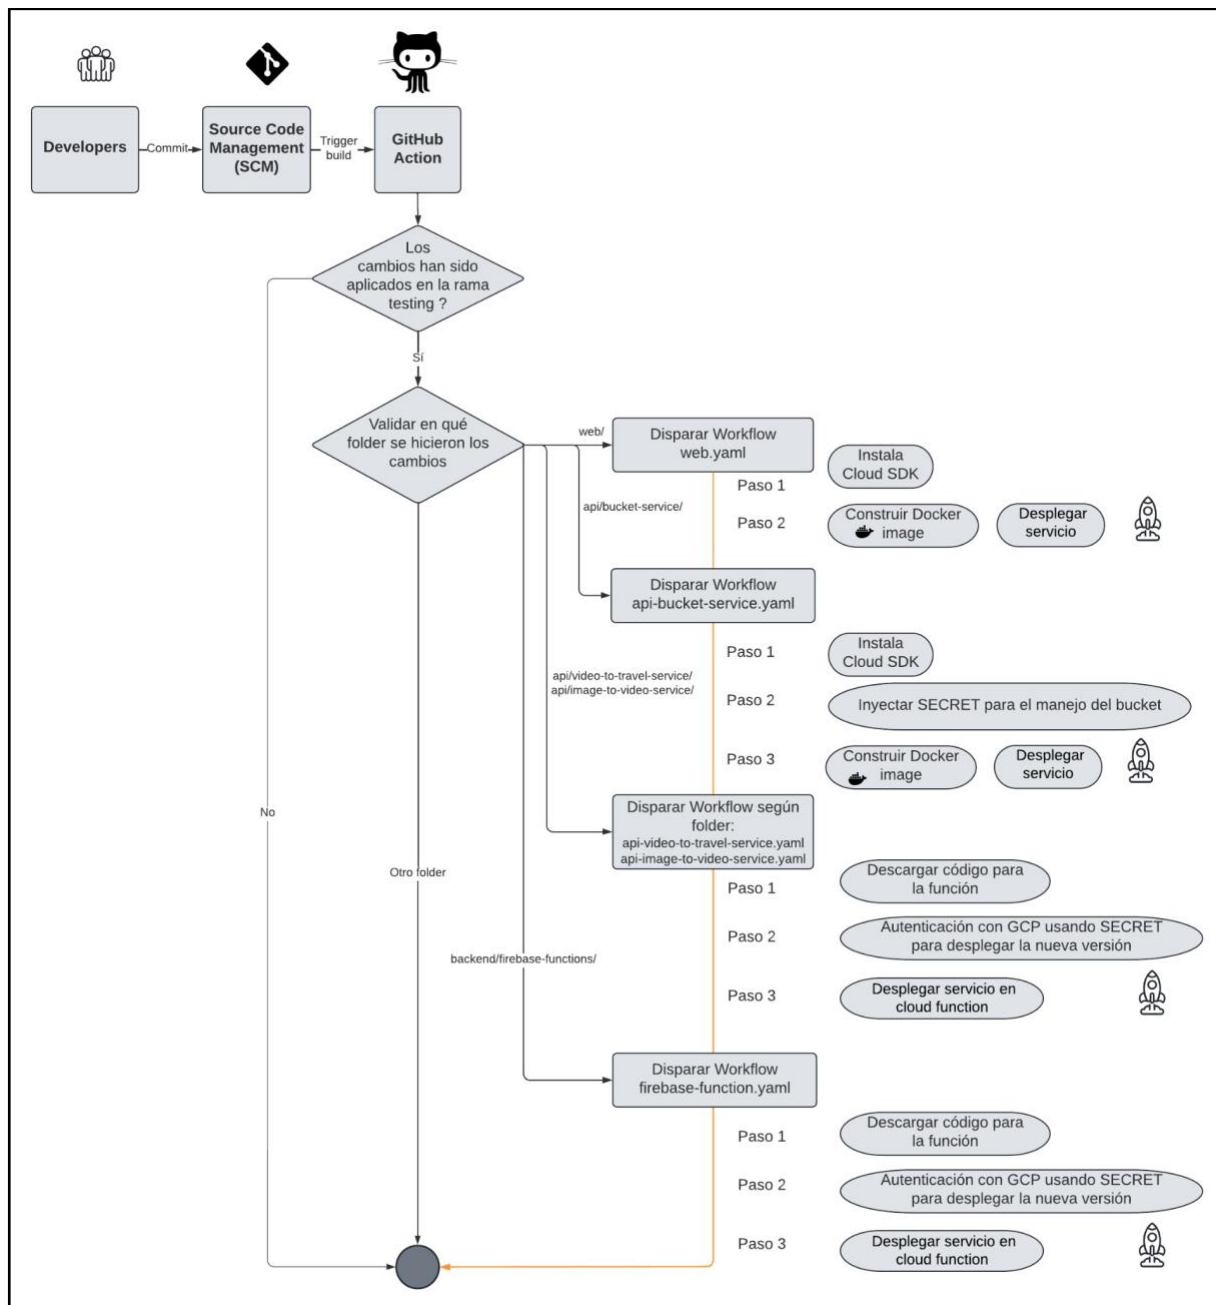 Developers
Commit
Source Code
Management
(SCM)
Trigger
build
GitHub
Action
Los
cambios han sido
aplicados en la rama
testing ?
Sí
Validar en qué
folder se hicieron los
cambios
web/
Disparar Workflow
web.yaml
Paso 1
Instala
Cloud SDK
api/bucket-service/
Paso 2
Construir Docker
image
Desplegar
servicio
Disparar Workflow
api-bucket-service.yaml
Paso 1
Instala
Cloud SDK
api/video-to-travel-service/
api/image-to-video-service/
Paso 2
Inyectar SECRET para el manejo del bucket
Paso 3
Construir Docker
image
Desplegar
servicio
No
Disparar Workflow según
folder:
api-video-to-travel-service.yaml
api-image-to-video-service.yaml
Otro folder
Paso 1
Descargar código para
la función
Paso 2
Autenticación con GCP usando SECRET
para desplegar la nueva versión
backend/firebase-functions/
Paso 3
Desplegar servicio en
cloud function
Disparar Workflow
firebase-function.yaml
Paso 1
Descargar código para
la función
Paso 2
Autenticación con GCP usando SECRET
para desplegar la nueva versión
Paso 3
Desplegar servicio en
cloud function